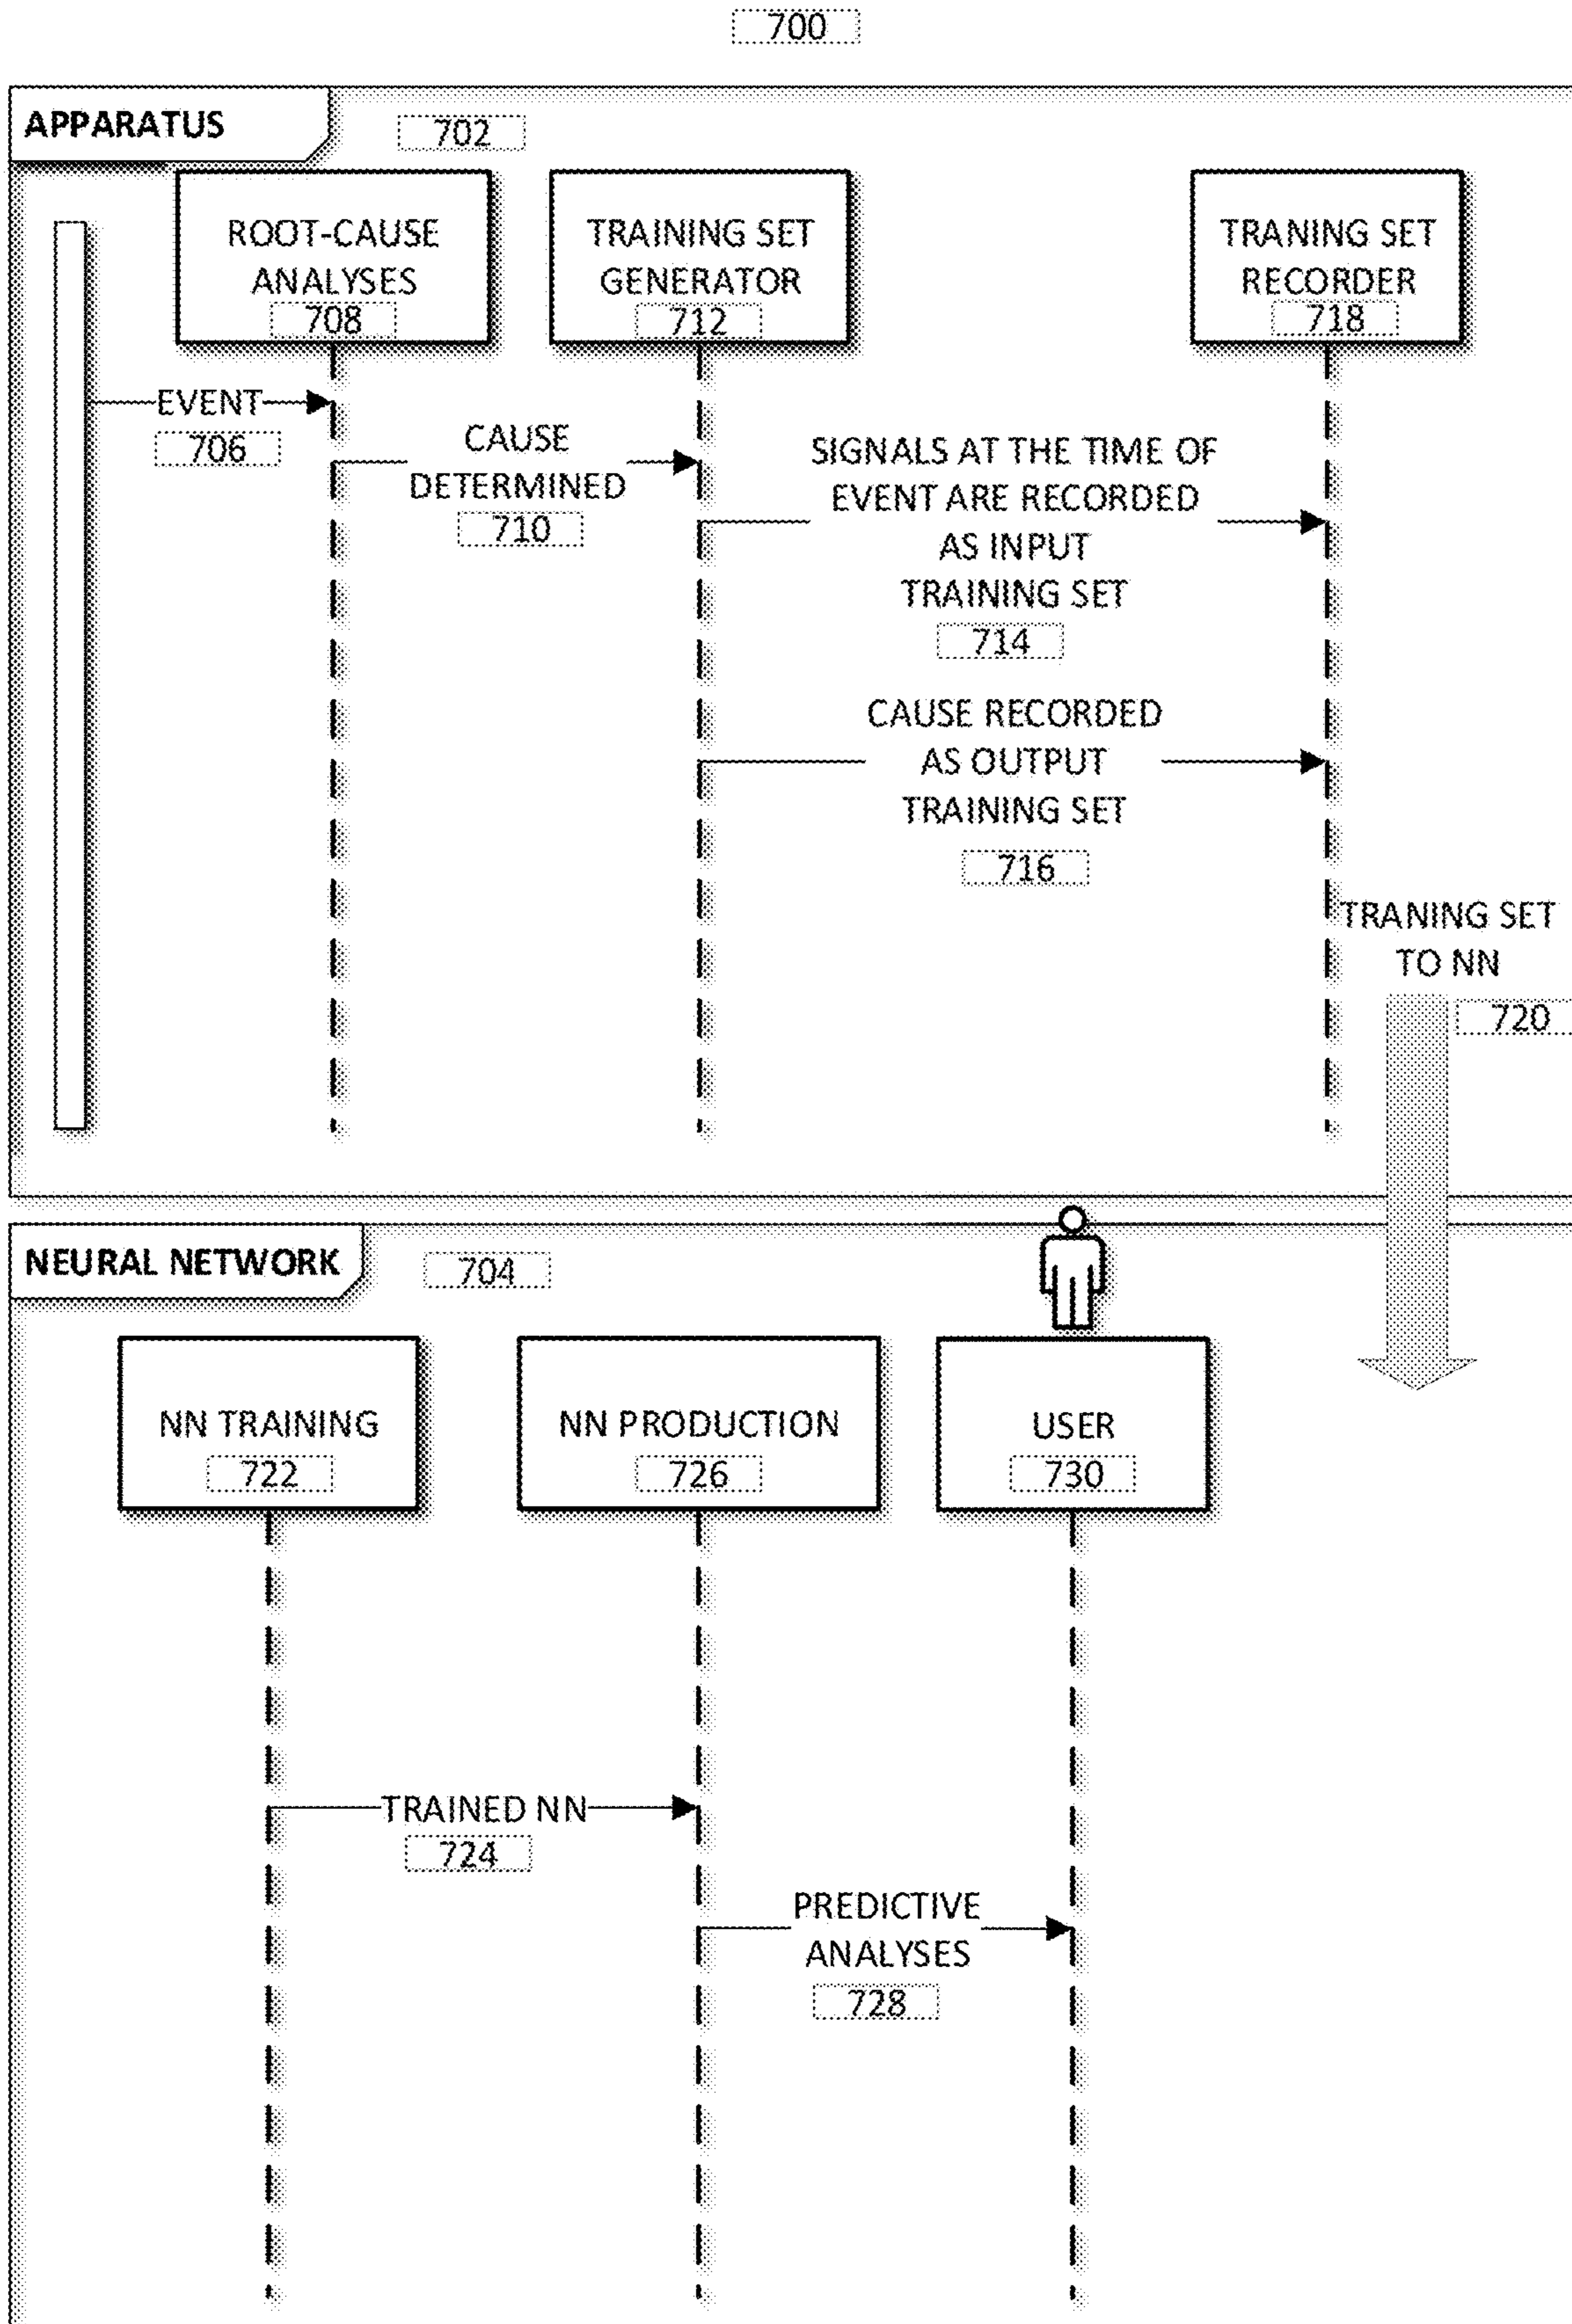 700
APPARATUS
702
ROOT-CAUSE
ANALYSES
708
TRAINING SET
GENERATOR
712
TRANING SET
RECORDER
718
EVENT
706
CAUSE
DETERMINED
710
SIGNALS AT THE TIME OF
EVENT ARE RECORDED
AS INPUT
TRAINING SET
714
CAUSE RECORDED
AS OUTPUT
TRAINING SET
716
TRANING SET
TO NN
720
NEURAL NETWORK
704
NN TRAINING
722
NN PRODUCTION
726
USER
730
TRAINED NN
724
PREDICTIVE
ANALYSES
728